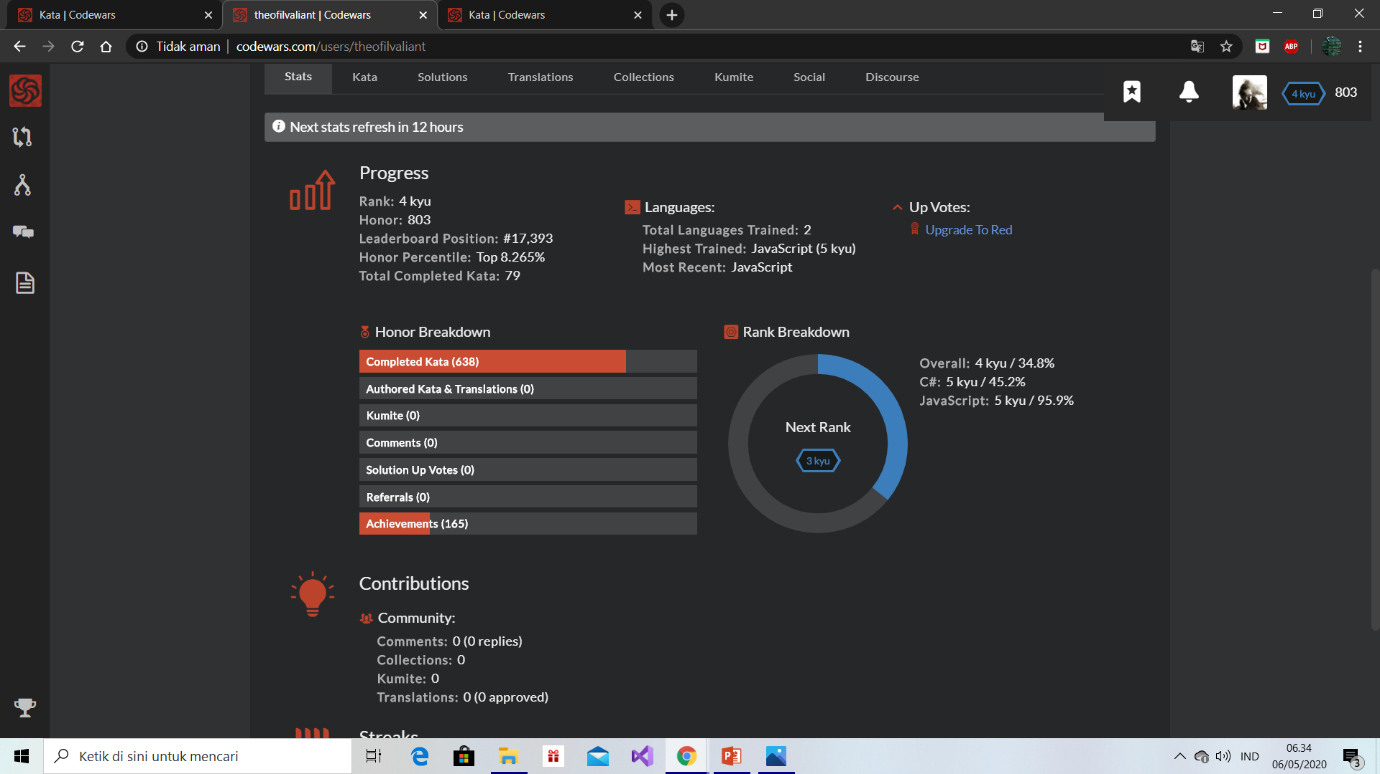 Kata | Codewars
theofilvaliant | Codewars
Kata | Codewars
Tidak aman | codewars.com/users/theofilvaliant
ABP
Stats Kata Solutions Translations Collections Kumite Social Discourse
4 kyu 803
Next stats refresh in 12 hours
Progress
Rank: 4 kyu
Honor: 803
Leaderboard Position: #17,393
Honor Percentile: Top 8.265%
Total Completed Kata: 79
Languages:
Total Languages Trained: 2
Highest Trained: JavaScript (5 kyu)
Most Recent: JavaScript
Up Votes:
Upgrade To Red
Honor Breakdown
Completed Kata (638)
Authored Kata & Translations (0)
Kumite (0)
Comments (0)
Solution Up Votes (0)
Referrals (0)
Achievements (165)
Rank Breakdown
Next Rank
3 kyu
Overall: 4 kyu / 34.8%
C#: 5 kyu / 45.2%
JavaScript: 5 kyu / 95.9%
Contributions
Community:
Comments: 0 (0 replies)
Collections: 0
Kumite: 0
Translations: 0 (0 approved)
Streaks
Ketik di sini untuk mencari
IND
06.34
06/05/2020
3